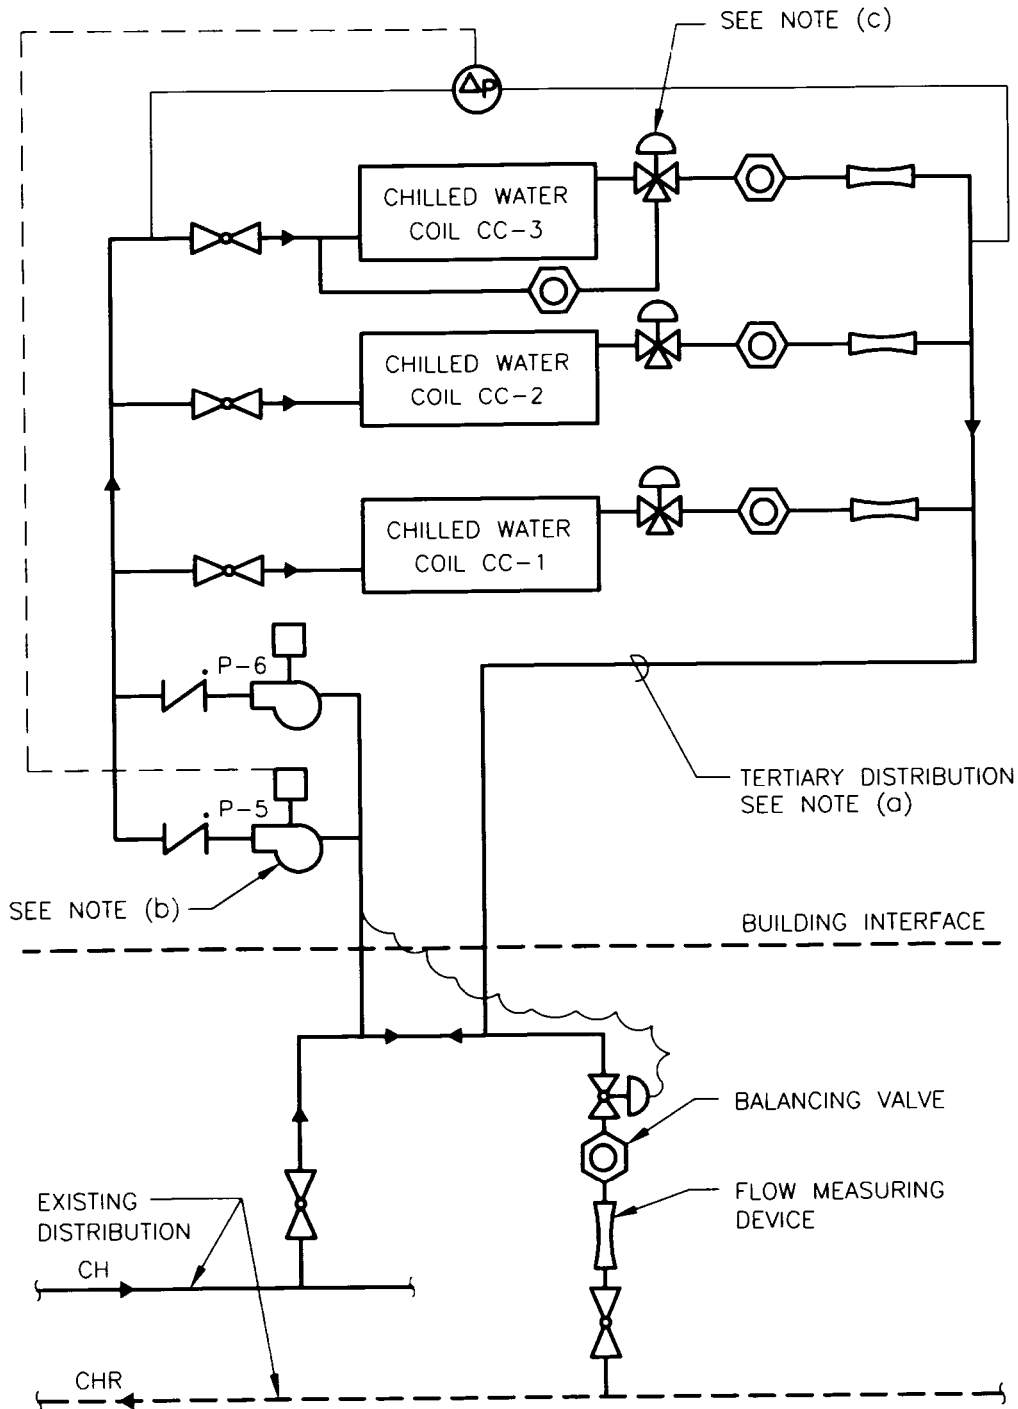 SEE NOTE (c)
ΔP
CHILLED WATER
COIL CC-3
CHILLED WATER
COIL CC-2
CHILLED WATER
COIL CC-1
P-6
TERTIARY DISTRIBUTION
SEE NOTE (a)
P-5
SEE NOTE (b)
BUILDING INTERFACE
BALANCING VALVE
EXISTING
DISTRIBUTION
FLOW MEASURING
DEVICE
CH
CHR